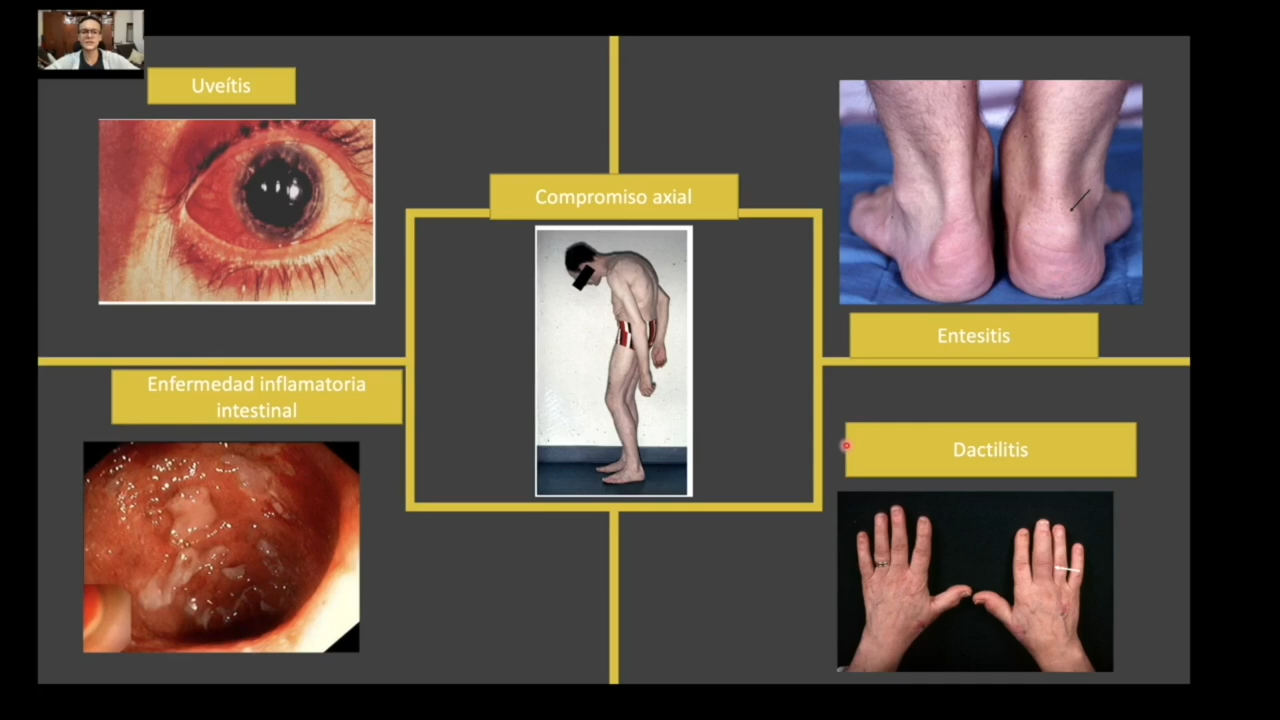 Uveítis
Compromiso axial
Entesitis
Enfermedad inflamatoria
intestinal
Dactilitis